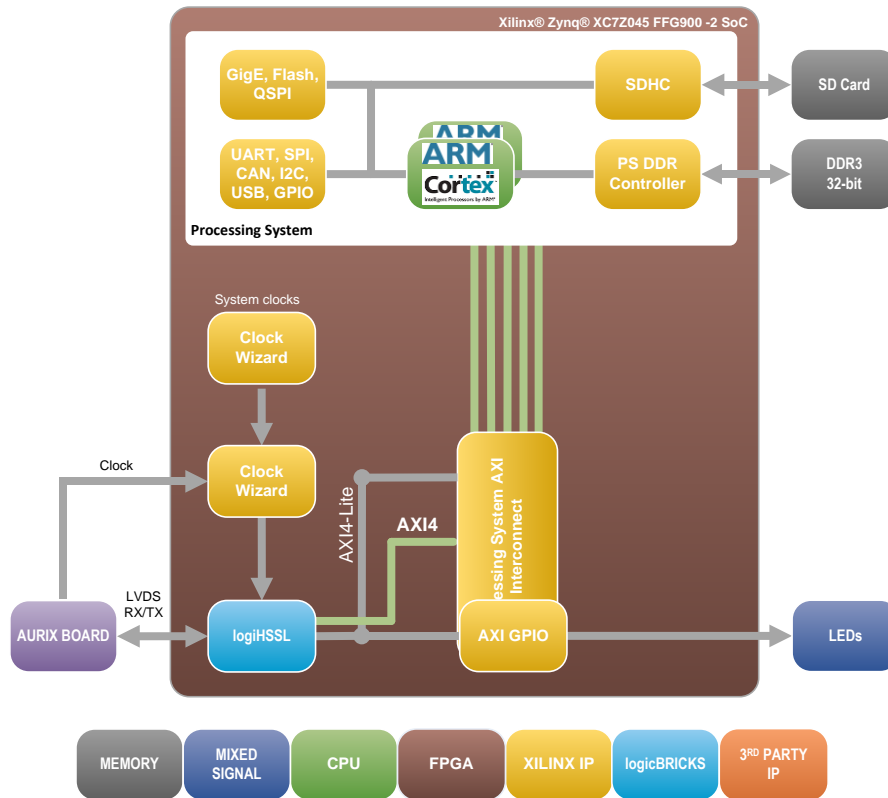 Xilinx® Zynq® XC7Z045 FFG900 -2 SoC
GigE, Flash,
QSPI
SDHC
SD Card
UART, SPI,
CAN, I2C,
USB, GPIO
ARM
ARM
Cortex
Intelligent Processors by ARM®
PS DDR
Controller
DDR3
32-bit
Processing System
System clocks
Clock
Wizard
Clock
Clock
Wizard
AXI4-Lite
AXI4
essing System AXI
Interconnect
LVDS
RX/TX
AURIX BOARD
logiHSSL
AXI GPIO
LEDs
MEMORY
MIXED
SIGNAL
CPU
FPGA
XILINX IP
logicBRICKS
3RD PARTY
IP